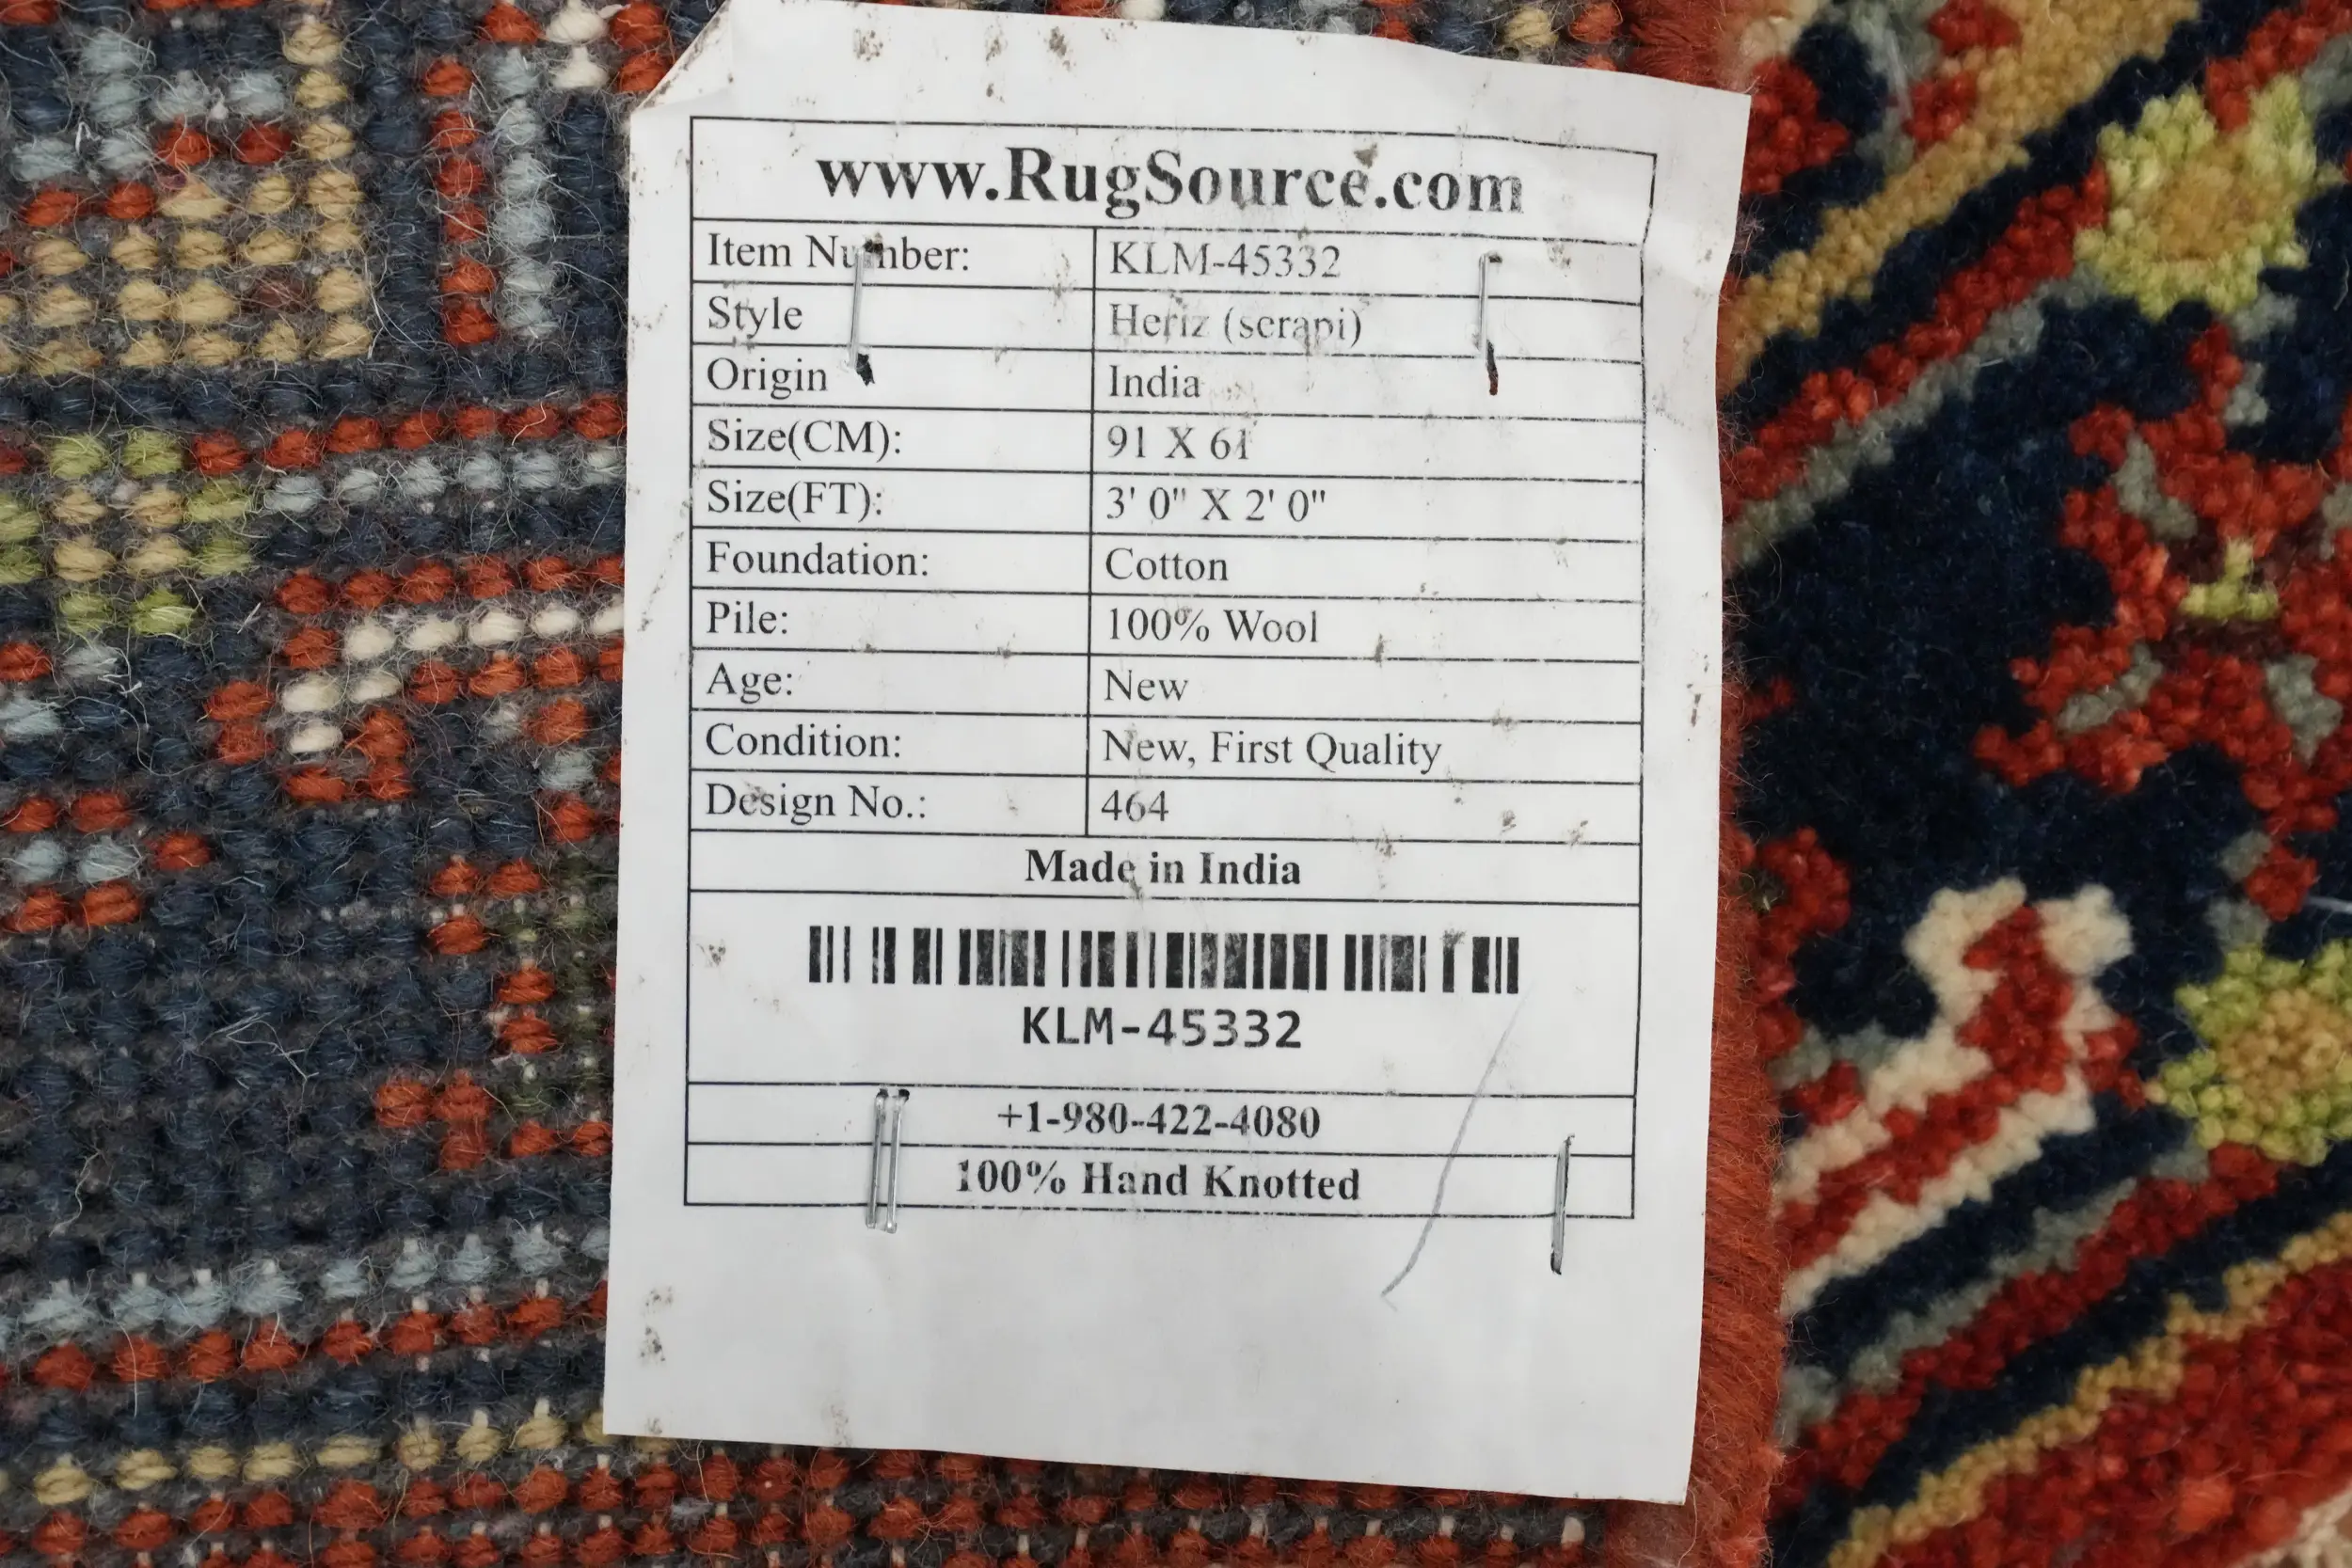 www.RugSource.com
Item Number: KLM-45332
Style Heriz (serapi)
Origin India
Size(CM): 91 X 61
Size(FT): 3' 0" X 2' 0"
Foundation: Cotton
Pile: 100% Wool
Age: New
Condition: New, First Quality
Design No.: 464
Made in India
KLM-45332
+1-980-422-4080
100% Hand Knotted